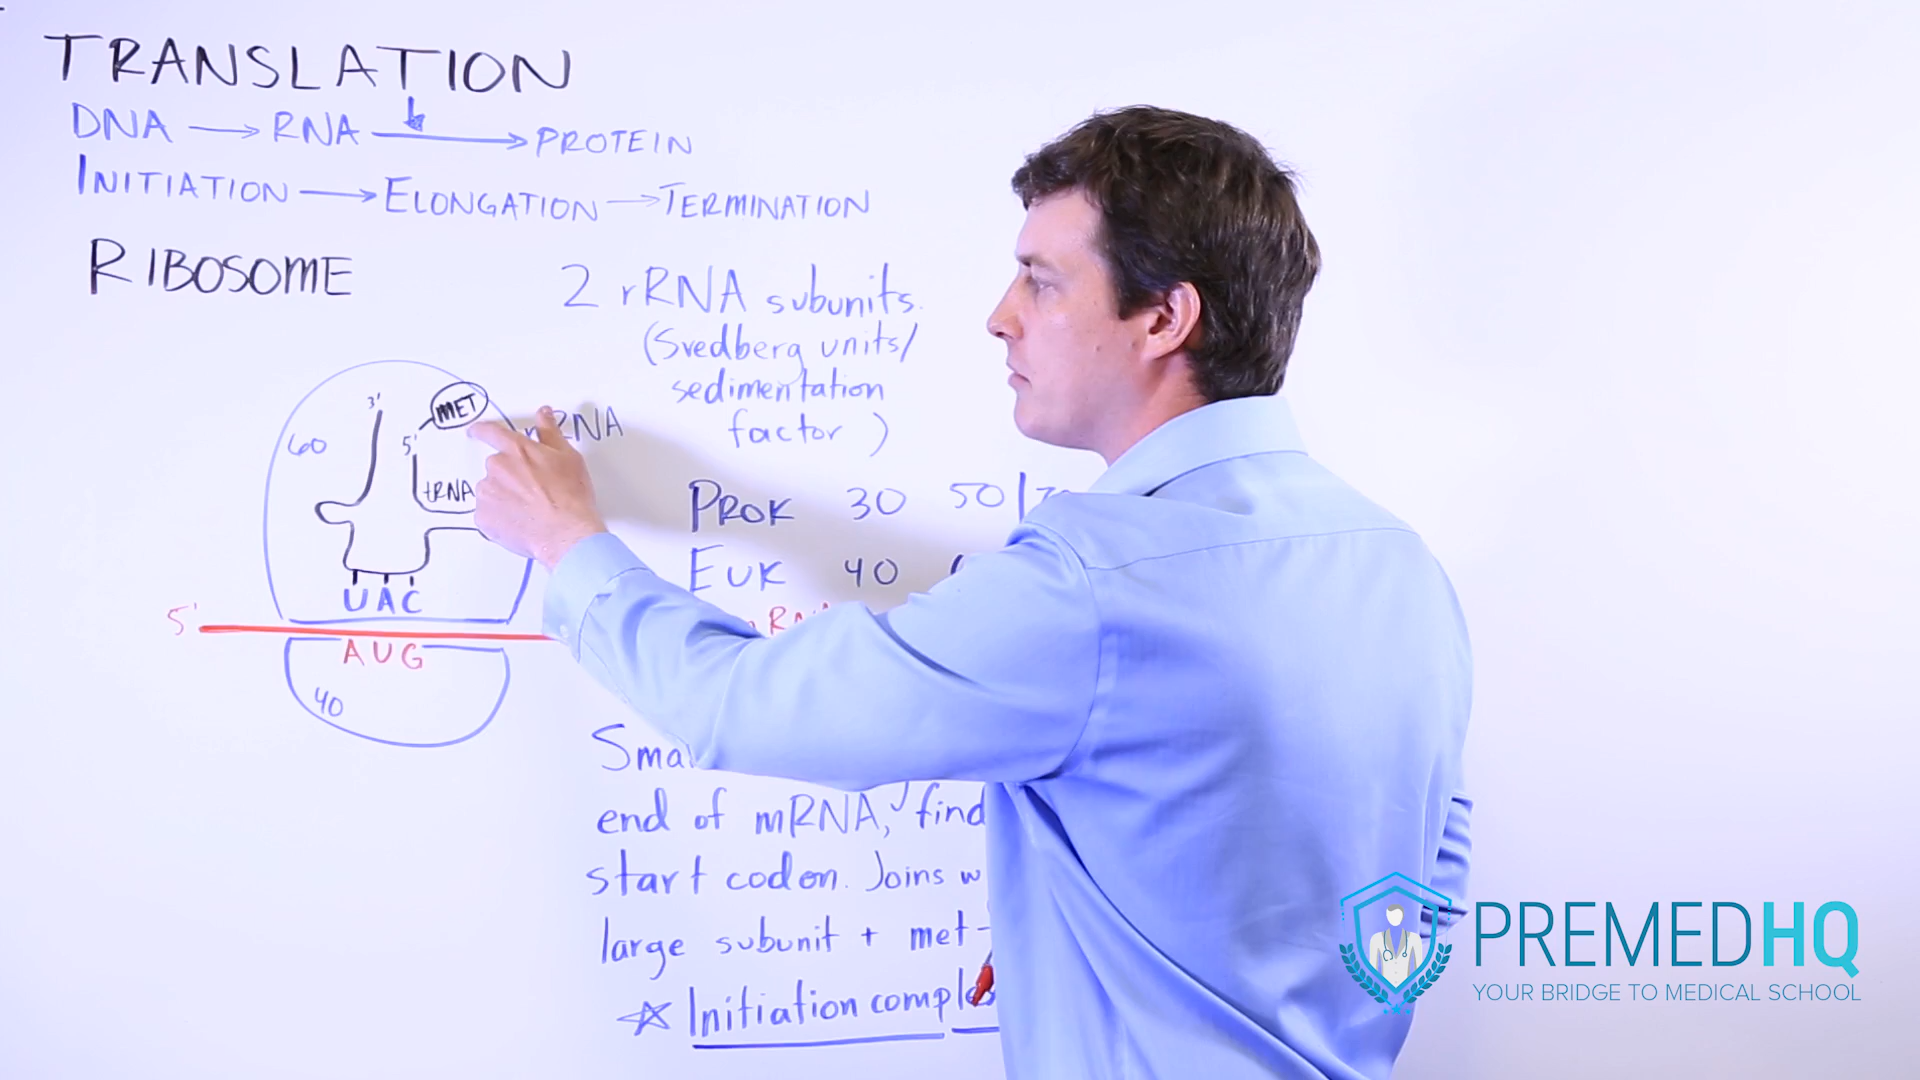 TRANSLATION
DNA → RNA → PROTEIN
INITIATION → ELONGATION → TERMINATION
RIBOSOME
2 rRNA subunits.
(Svedberg units/
sedimentation
factor)
3'
MET
5'
60
RNA
tRNA
PROK 30 50/
EUK 40
UAC
5'
AUG
40
end of mRNA, find
start codon. Joins w
large subunit + met-
☆ Initiation complex
PREMEDHQ
YOUR BRIDGE TO MEDICAL SCHOOL